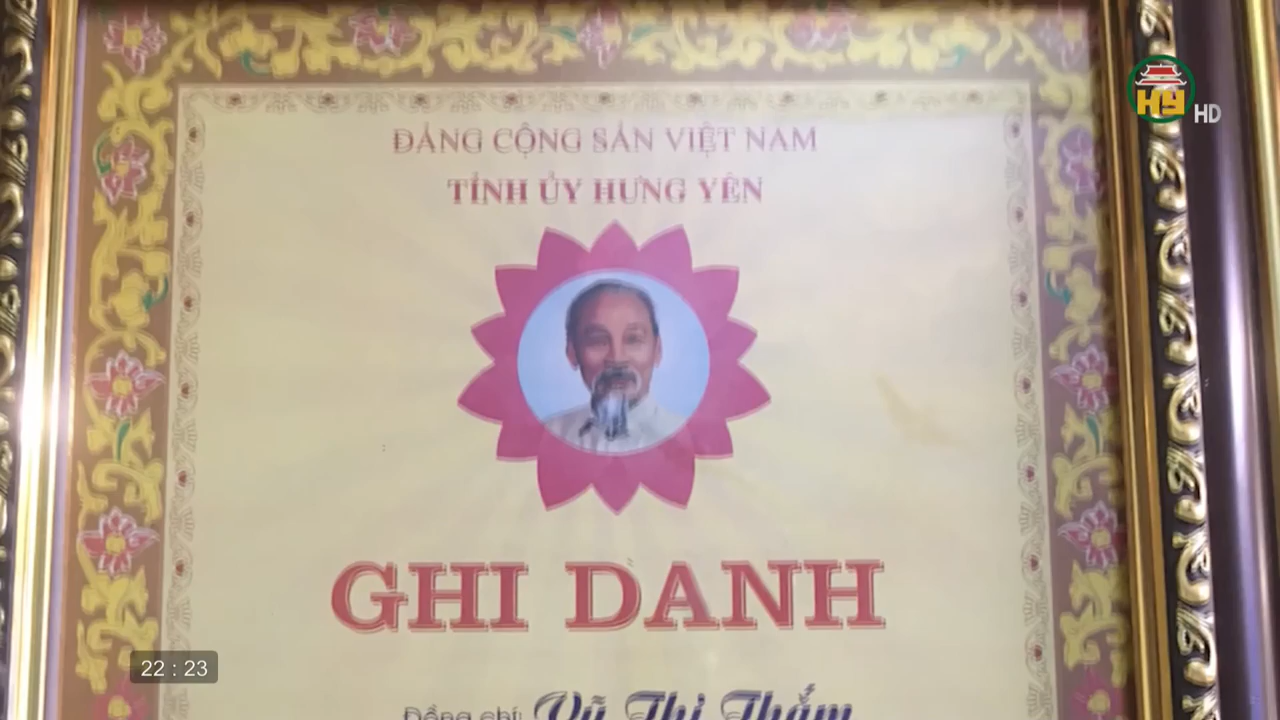 HY HD
ĐẢNG CỘNG SẢN VIỆT NAM
TỈNH ỦY HƯNG YÊN
GHI DANH
Đồng chí: Vũ Thị Thắm
22 : 23